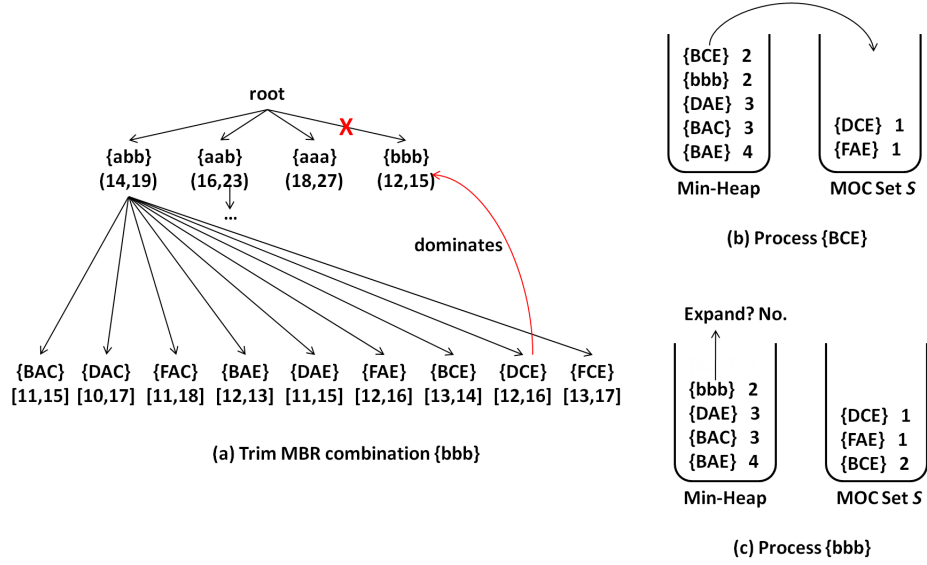 root
X
{abb} {aab} {aaa} {bbb}
(14,19) (16,23) (18,27) (12,15)
...
dominates
{BAC} {DAC} {FAC} {BAE} {DAE} {FAE} {BCE} {DCE} {FCE}
[11,15] [10,17] [11,18] [12,13] [11,15] [12,16] [13,14] [12,16] [13,17]
(a) Trim MBR combination {bbb}
{BCE} 2
{bbb} 2
{DAE} 3
{BAC} 3
{BAE} 4
Min-Heap
{DCE} 1
{FAE} 1
MOC Set S
(b) Process {BCE}
Expand? No.
{bbb} 2
{DAE} 3
{BAC} 3
{BAE} 4
Min-Heap
{DCE} 1
{FAE} 1
{BCE} 2
MOC Set S
(c) Process {bbb}